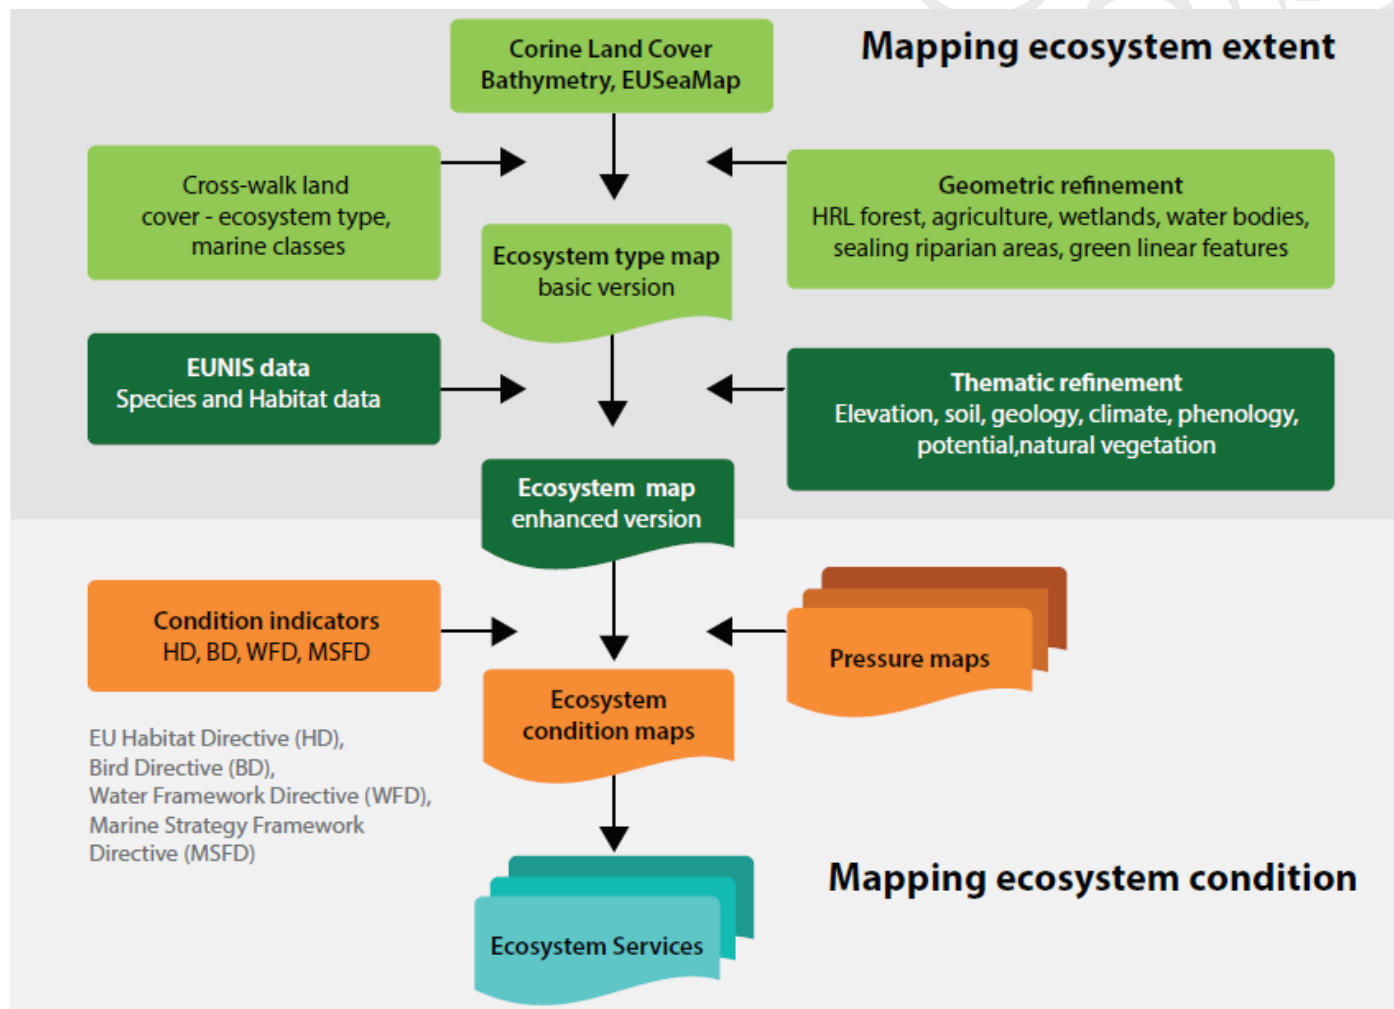 Mapping ecosystem extent
Corine Land Cover
Bathymetry, EUSeaMap
Cross-walk land
cover - ecosystem type,
marine classes
Geometric refinement
HRL forest, agriculture, wetlands, water bodies,
sealing riparian areas, green linear features
Ecosystem type map
basic version
EUNIS data
Species and Habitat data
Thematic refinement
Elevation, soil, geology, climate, phenology,
potential,natural vegetation
Ecosystem map
enhanced version
Condition indicators
HD, BD, WFD, MSFD
Pressure maps
Ecosystem
condition maps
EU Habitat Directive (HD),
Bird Directive (BD),
Water Framework Directive (WFD),
Marine Strategy Framework
Directive (MSFD)
Mapping ecosystem condition
Ecosystem Services